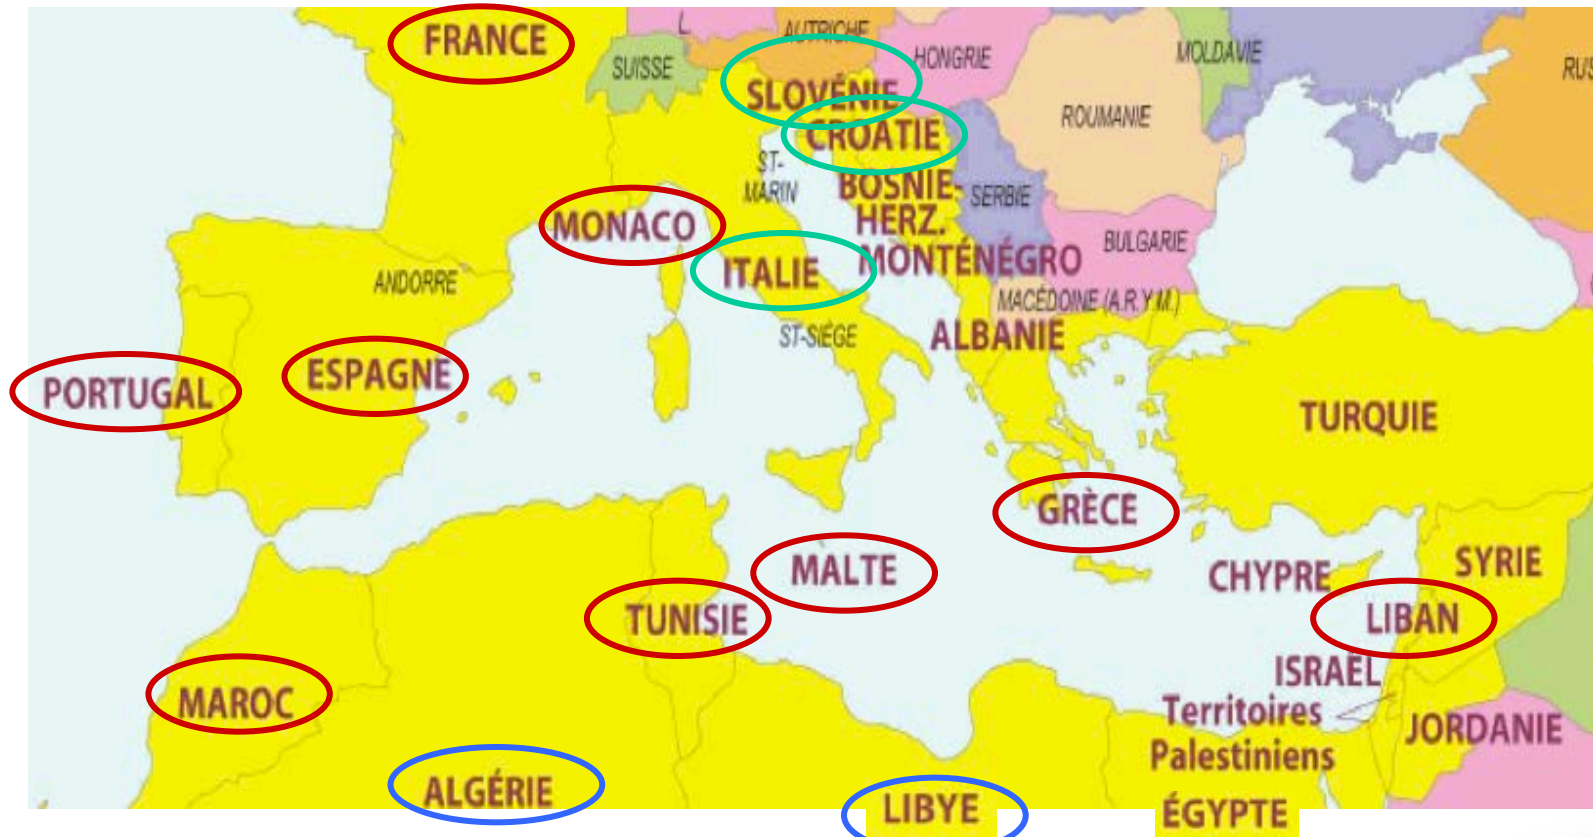 L.
FRANCE
AUTRICHE
HONGRIE
MOLDAVIE
SUISSE
RUS
SLOVÉNIE
CROATIE
ROUMANIE
ST-
MARIN
BOSNIE-
HERZ.
SERBIE
MONACO
MONTÉNÉGRO
BULGARIE
ANDORRE
ITALIE
MACÉDOINE (A.R.Y.M.)
ST-SIÈGE
ALBANIE
PORTUGAL
ESPAGNE
TURQUIE
GRÈCE
MALTE
CHYPRE
SYRIE
TUNISIE
LIBAN
ISRAËL
MAROC
Territoires
Palestiniens
JORDANIE
ALGÉRIE
LIBYE
ÉGYPTE